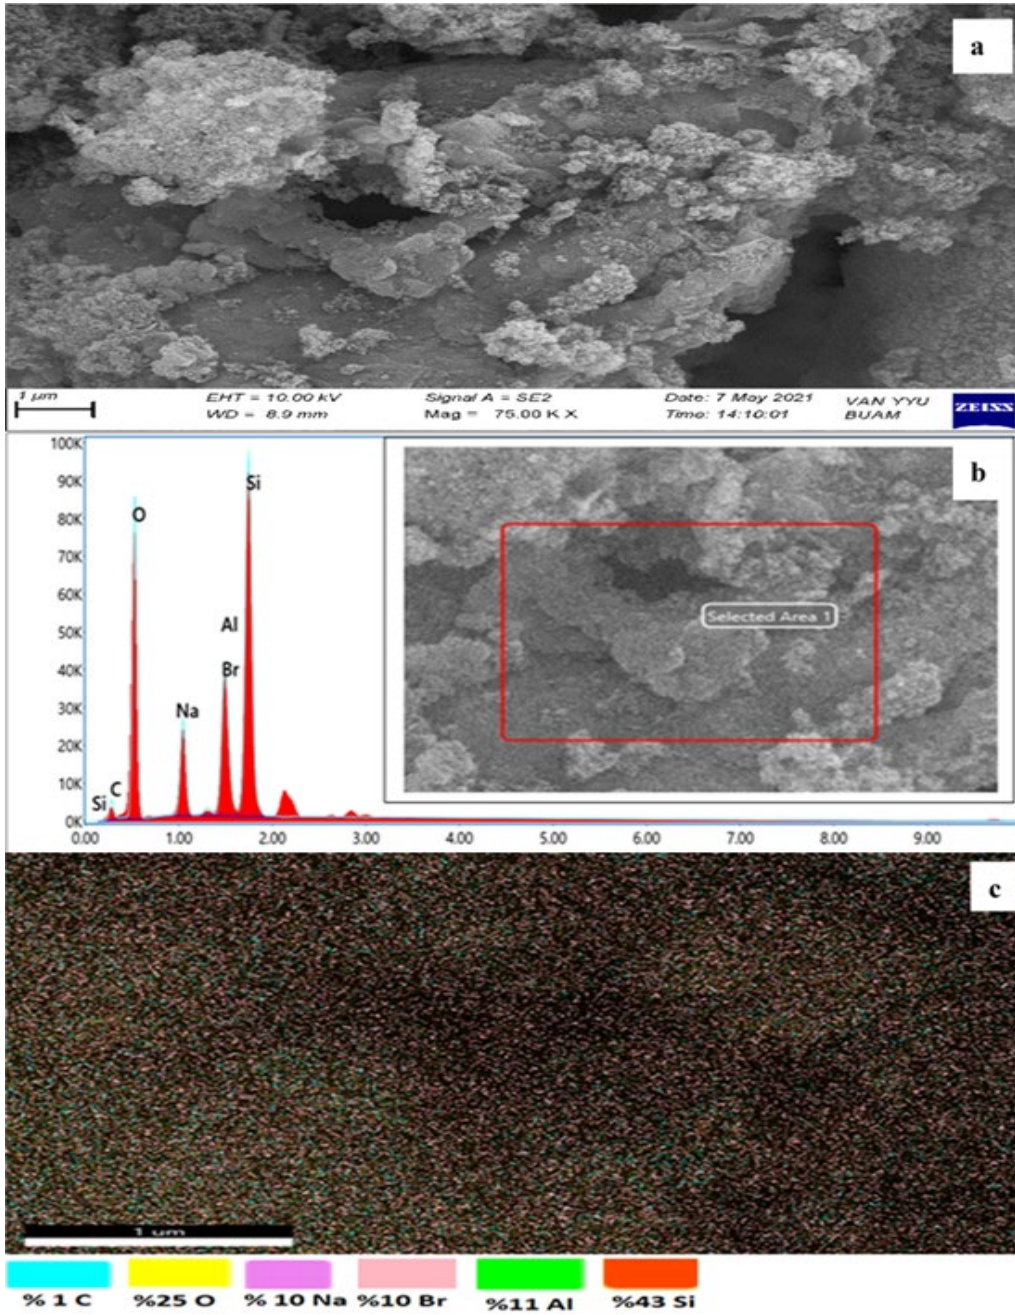 a
1 µm
EHT = 10.00 kV Signal A = SE2 Date: 7 May 2021 VAN YYU
WD = 8.9 mm Mag = 75.00 K X Time: 14:10:01 BUAM
ZEISS
b
100K
90K
80K
70K
60K
50K
40K
30K
20K
10K
0K
Si
O
Al
Br
Na
C
Si
Selected Area 1
0.00 1.00 2.00 3.00 4.00 5.00 6.00 7.00 8.00 9.00
c
1 um
% 1 C %25 O % 10 Na %10 Br %11 Al %43 Si